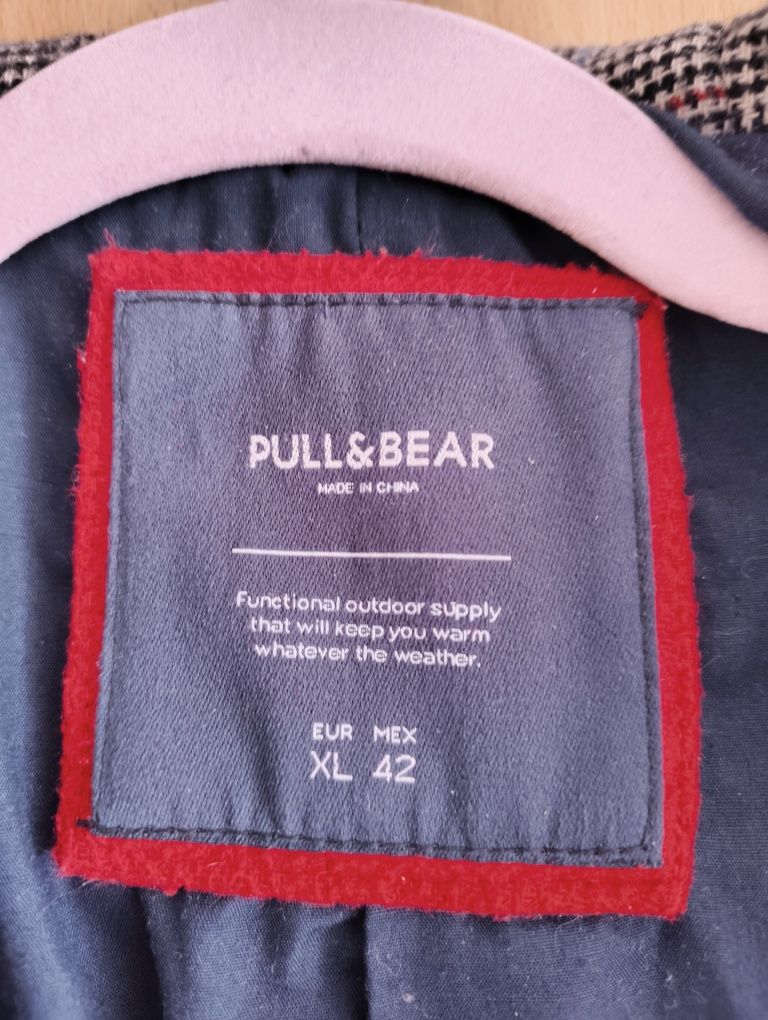 PULL&BEAR
MADE IN CHINA
Functional outdoor supply
that will keep you warm
whatever the weather.
EUR MEX
XL 42